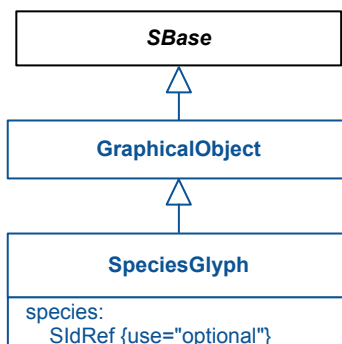 SBase
GraphicalObject
SpeciesGlyph
species:
SIdRef {use="optional"}